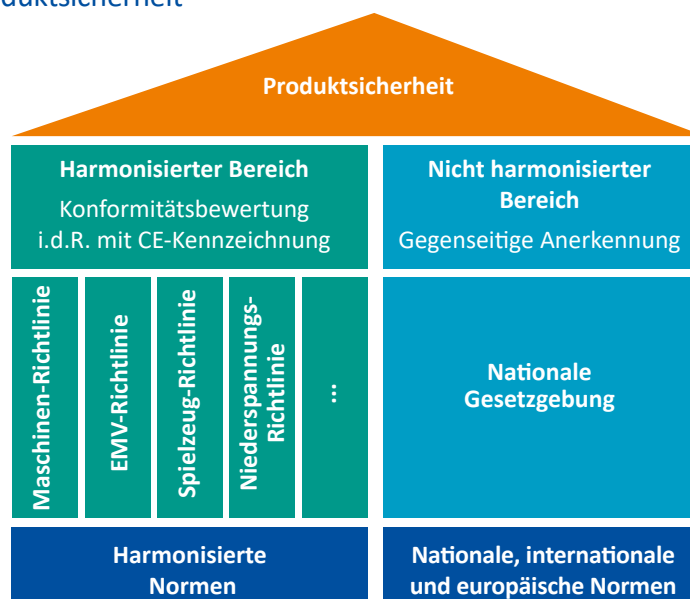 Produktsicherheit
Harmonisierter Bereich
Konformitätsbewertung
i.d.R. mit CE-Kennzeichnung
Nicht harmonisierter
Bereich
Gegenseitige Anerkennung
Maschinen-Richtlinie
EMV-Richtlinie
Spielzeug-Richtlinie
Niederspannungs-
Richtlinie
...
Nationale
Gesetzgebung
Harmonisierte
Normen
Nationale, internationale
und europäische Normen